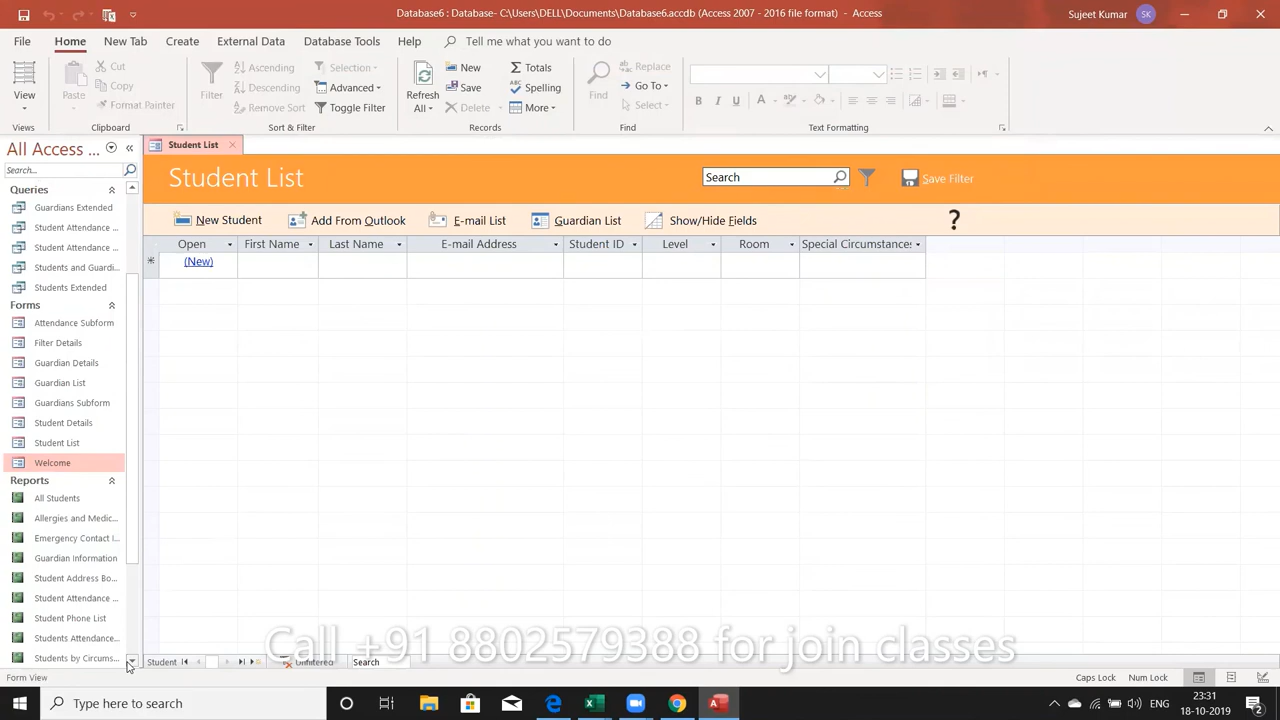 Database6 : Database- C:\Users\DELL\Documents\Database6.accdb (Access 2007 - 2016 file format) - Access
Sujeet Kumar SK
File Home New Tab Create External Data Database Tools Help Tell me what you want to do
View
Views
Paste
Cut
Copy
Format Painter
Clipboard
Filter
Ascending
Descending
Remove Sort
Selection
Advanced
Toggle Filter
Sort & Filter
Refresh
All
New
Save
Delete
Totals
Spelling
More
Records
Find
Replace
Go To
Select
Find
B I U A
Text Formatting
All Access ...
Search...
Queries
Guardians Extended
Student Attendance ...
Student Attendance ...
Students and Guardi...
Students Extended
Forms
Attendance Subform
Filter Details
Guardian Details
Guardian List
Guardians Subform
Student Details
Student List
Welcome
Reports
All Students
Allergies and Medic...
Emergency Contact I...
Guardian Information
Student Address Bo...
Student Attendance ...
Student Phone List
Students Attendance...
Students by Circums...
Student List
Student List
Search
Save Filter
New Student Add From Outlook E-mail List Guardian List Show/Hide Fields ?
Open First Name Last Name E-mail Address Student ID Level Room Special Circumstances
(New)
Call +91 8802579388 for join classes
Student Unfiltered Search
Form View
Caps Lock Num Lock
Type here to search
ENG
23:31
18-10-2019
2